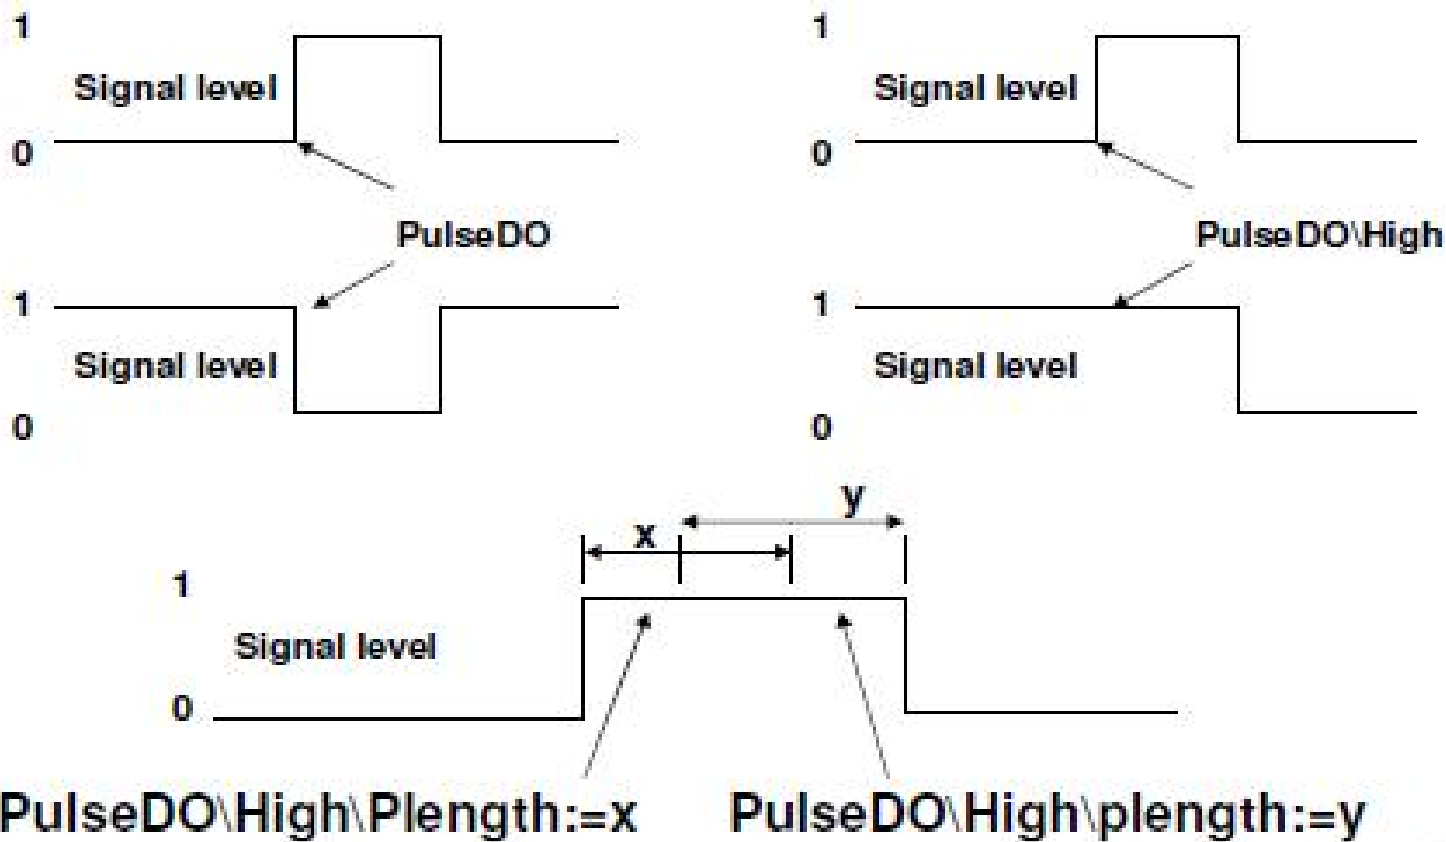 1
Signal level
0
PulseDO
1
Signal level
0
1
Signal level
0
PulseDO\High
1
Signal level
0
y
x
1
Signal level
0
PulseDO\High\Plength:=x
PulseDO\High\plength:=y